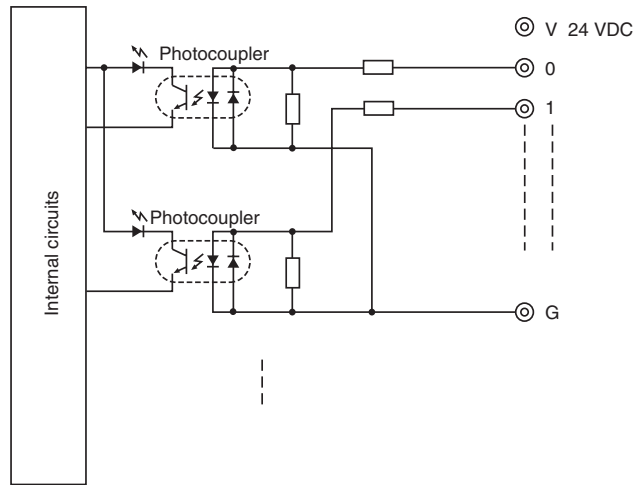 V 24 VDC
Photocoupler
0
1
Photocoupler
Internal circuits
G